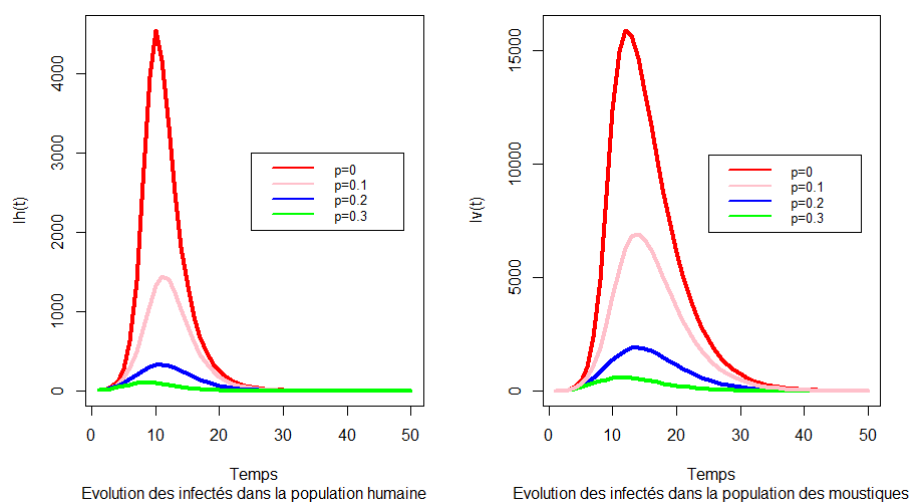 Ih(t)
4000
3000
2000
1000
0
p=0
p=0.1
p=0.2
p=0.3
0 10 20 30 40 50
Temps
Evolution des infectés dans la population humaine
Iv(t)
15000
10000
5000
0
p=0
p=0.1
p=0.2
p=0.3
0 10 20 30 40 50
Temps
Evolution des infectés dans la population des moustiques